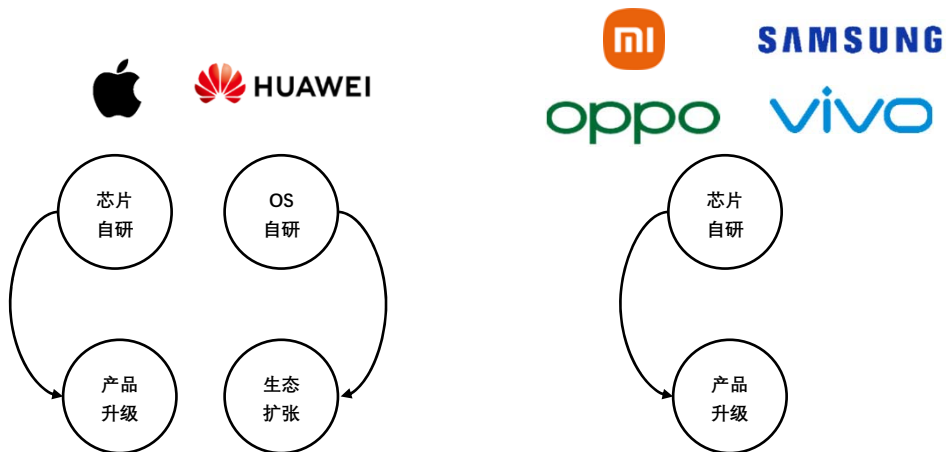 mi
SAMSUNG
HUAWEI
oppo
vivo
芯片
自研
OS
自研
芯片
自研
产品
升级
生态
扩张
产品
升级